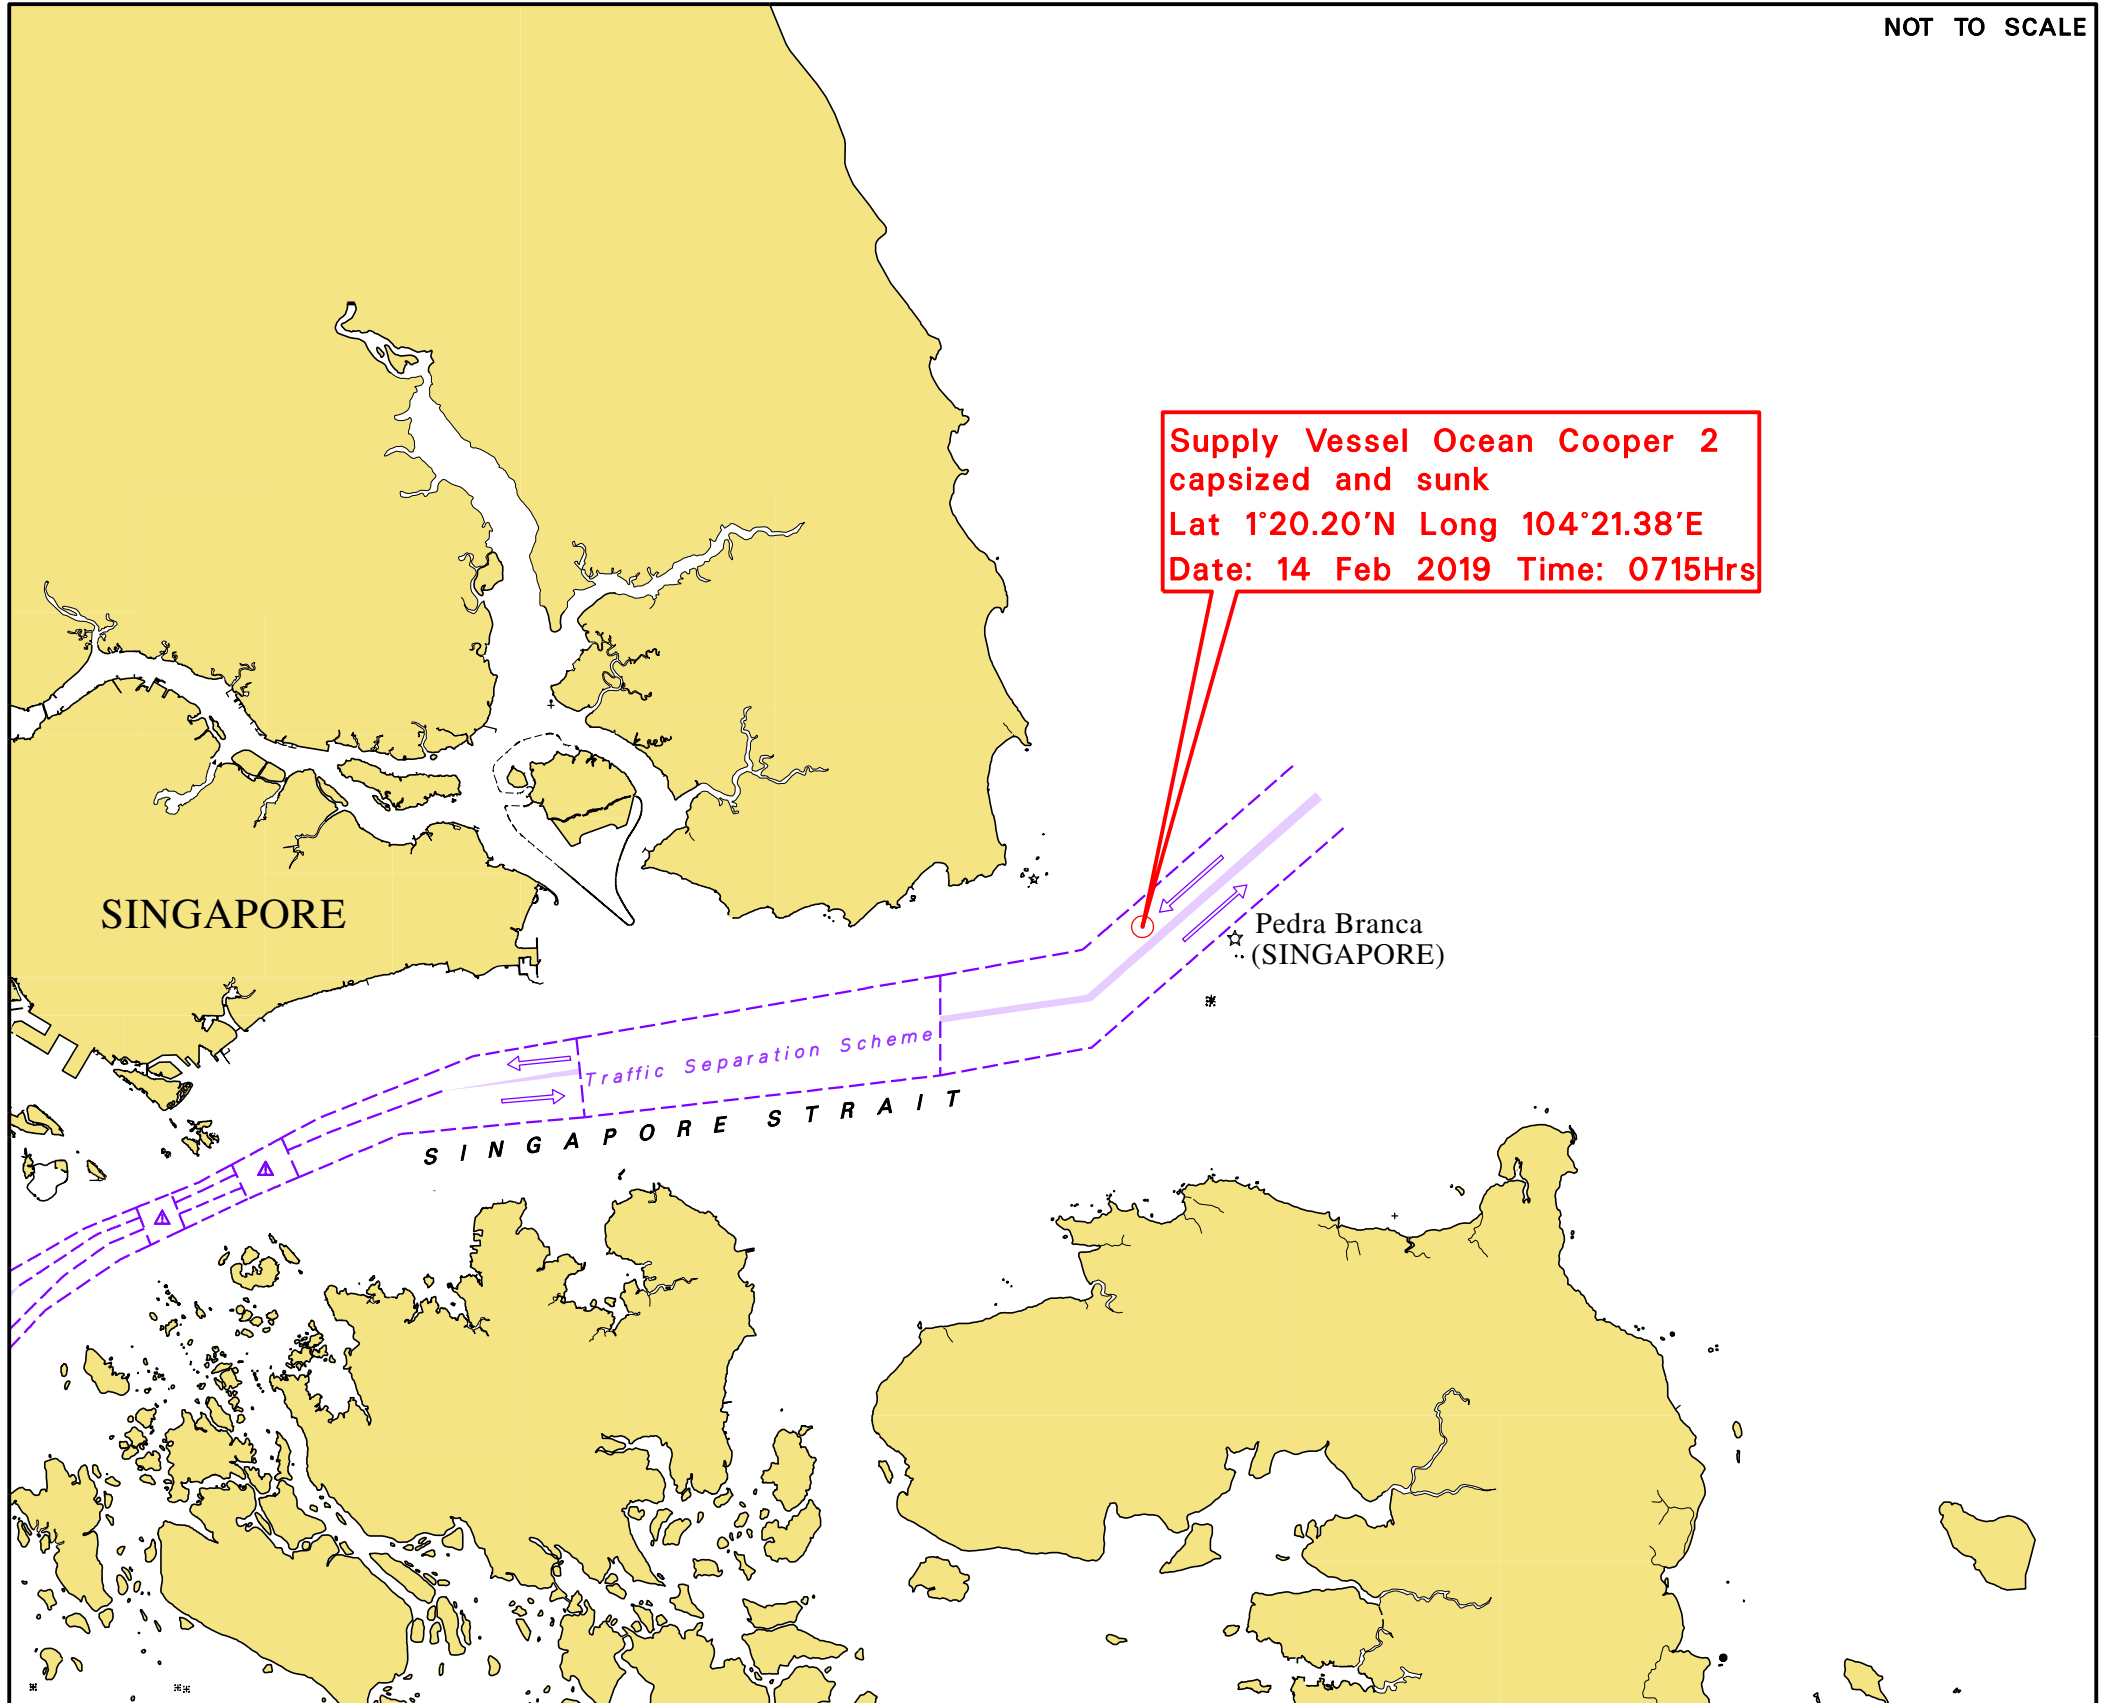 NOT TO SCALE
Supply Vessel Ocean Cooper 2
capsized and sunk
Lat 1°20.20'N Long 104°21.38'E
Date: 14 Feb 2019 Time: 0715Hrs
SINGAPORE
Pedra Branca
(SINGAPORE)
Traffic Separation Scheme
SINGAPORE STRAIT